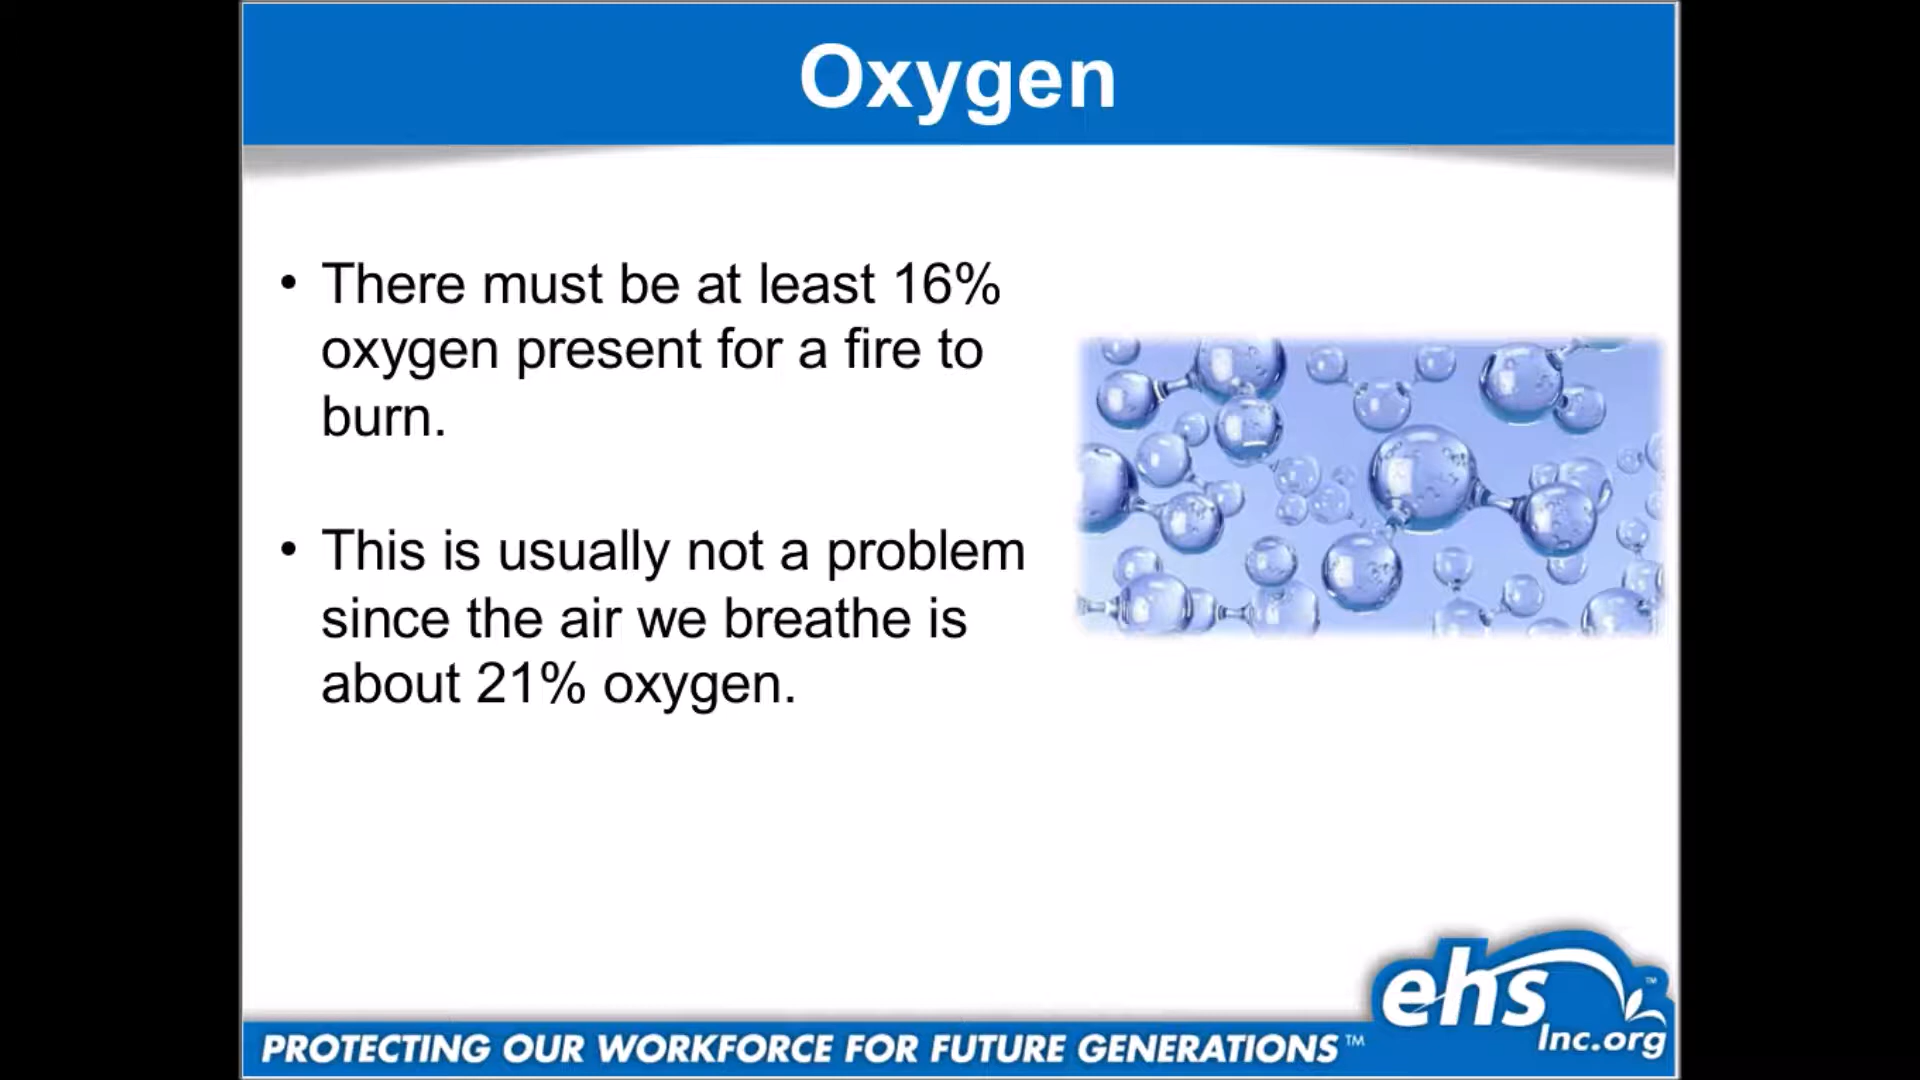 Oxygen
• There must be at least 16%
oxygen present for a fire to
burn.
• This is usually not a problem
since the air we breathe is
about 21% oxygen.
ehs™
Inc.org
PROTECTING OUR WORKFORCE FOR FUTURE GENERATIONS™